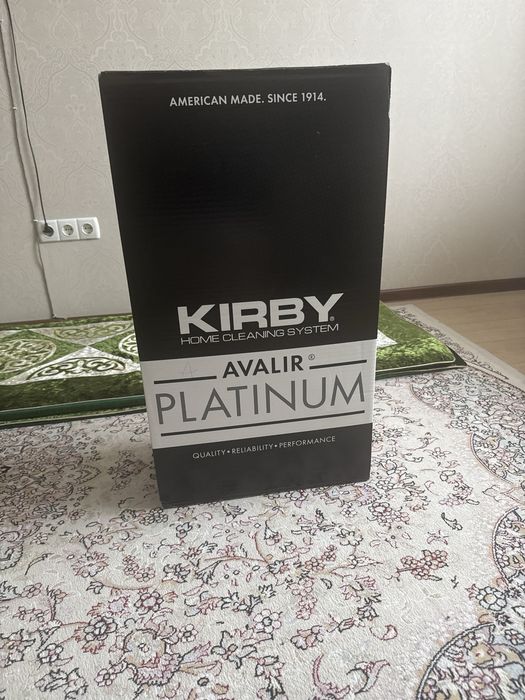 AMERICAN MADE. SINCE 1914.
KIRBY®
HOME CLEANING SYSTEM
AVALIR®
PLATINUM
QUALITY • RELIABILITY • PERFORMANCE